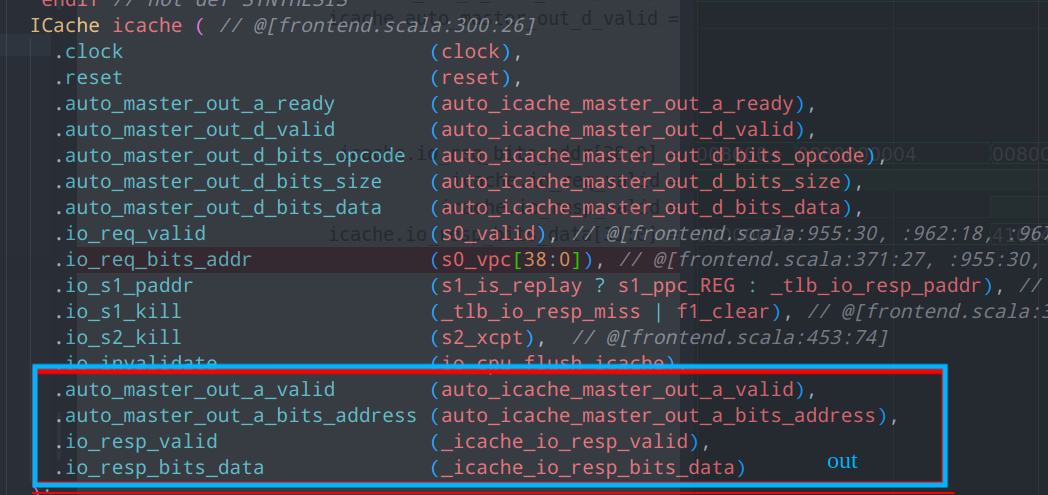 endif // not def SYNTHESIS
icache.auto_master_out_d_valid =
ICache icache ( // @[frontend.scala:300:26]
.clock (clock),
.reset (reset),
.auto_master_out_a_ready (auto_icache_master_out_a_ready),
.auto_master_out_d_valid (auto_icache_master_out_d_valid),
.auto_master_out_d_bits_opcode (auto_icache_master_out_d_bits_opcode),
.auto_master_out_d_bits_size (auto_icache_master_out_d_bits_size),
.auto_master_out_d_bits_data (auto_icache_master_out_d_bits_data),
.io_req_valid (s0_valid), // @[frontend.scala:955:30, :962:18, :967
.io_req_bits_addr (s0_vpc[38:0]), // @[frontend.scala:371:27, :955:30,
.io_s1_paddr (s1_is_replay ? s1_ppc_REG : _tlb_io_resp_paddr), //
.io_s1_kill (_tlb_io_resp_miss | f1_clear), // @[frontend.scala:3
.io_s2_kill (s2_xcpt), // @[frontend.scala:453:74]
.io_invalidate (io_cpu_flush_icache),
.auto_master_out_a_valid (auto_icache_master_out_a_valid),
.auto_master_out_a_bits_address (auto_icache_master_out_a_bits_address),
.io_resp_valid (_icache_io_resp_valid),
.io_resp_bits_data (_icache_io_resp_bits_data)
out